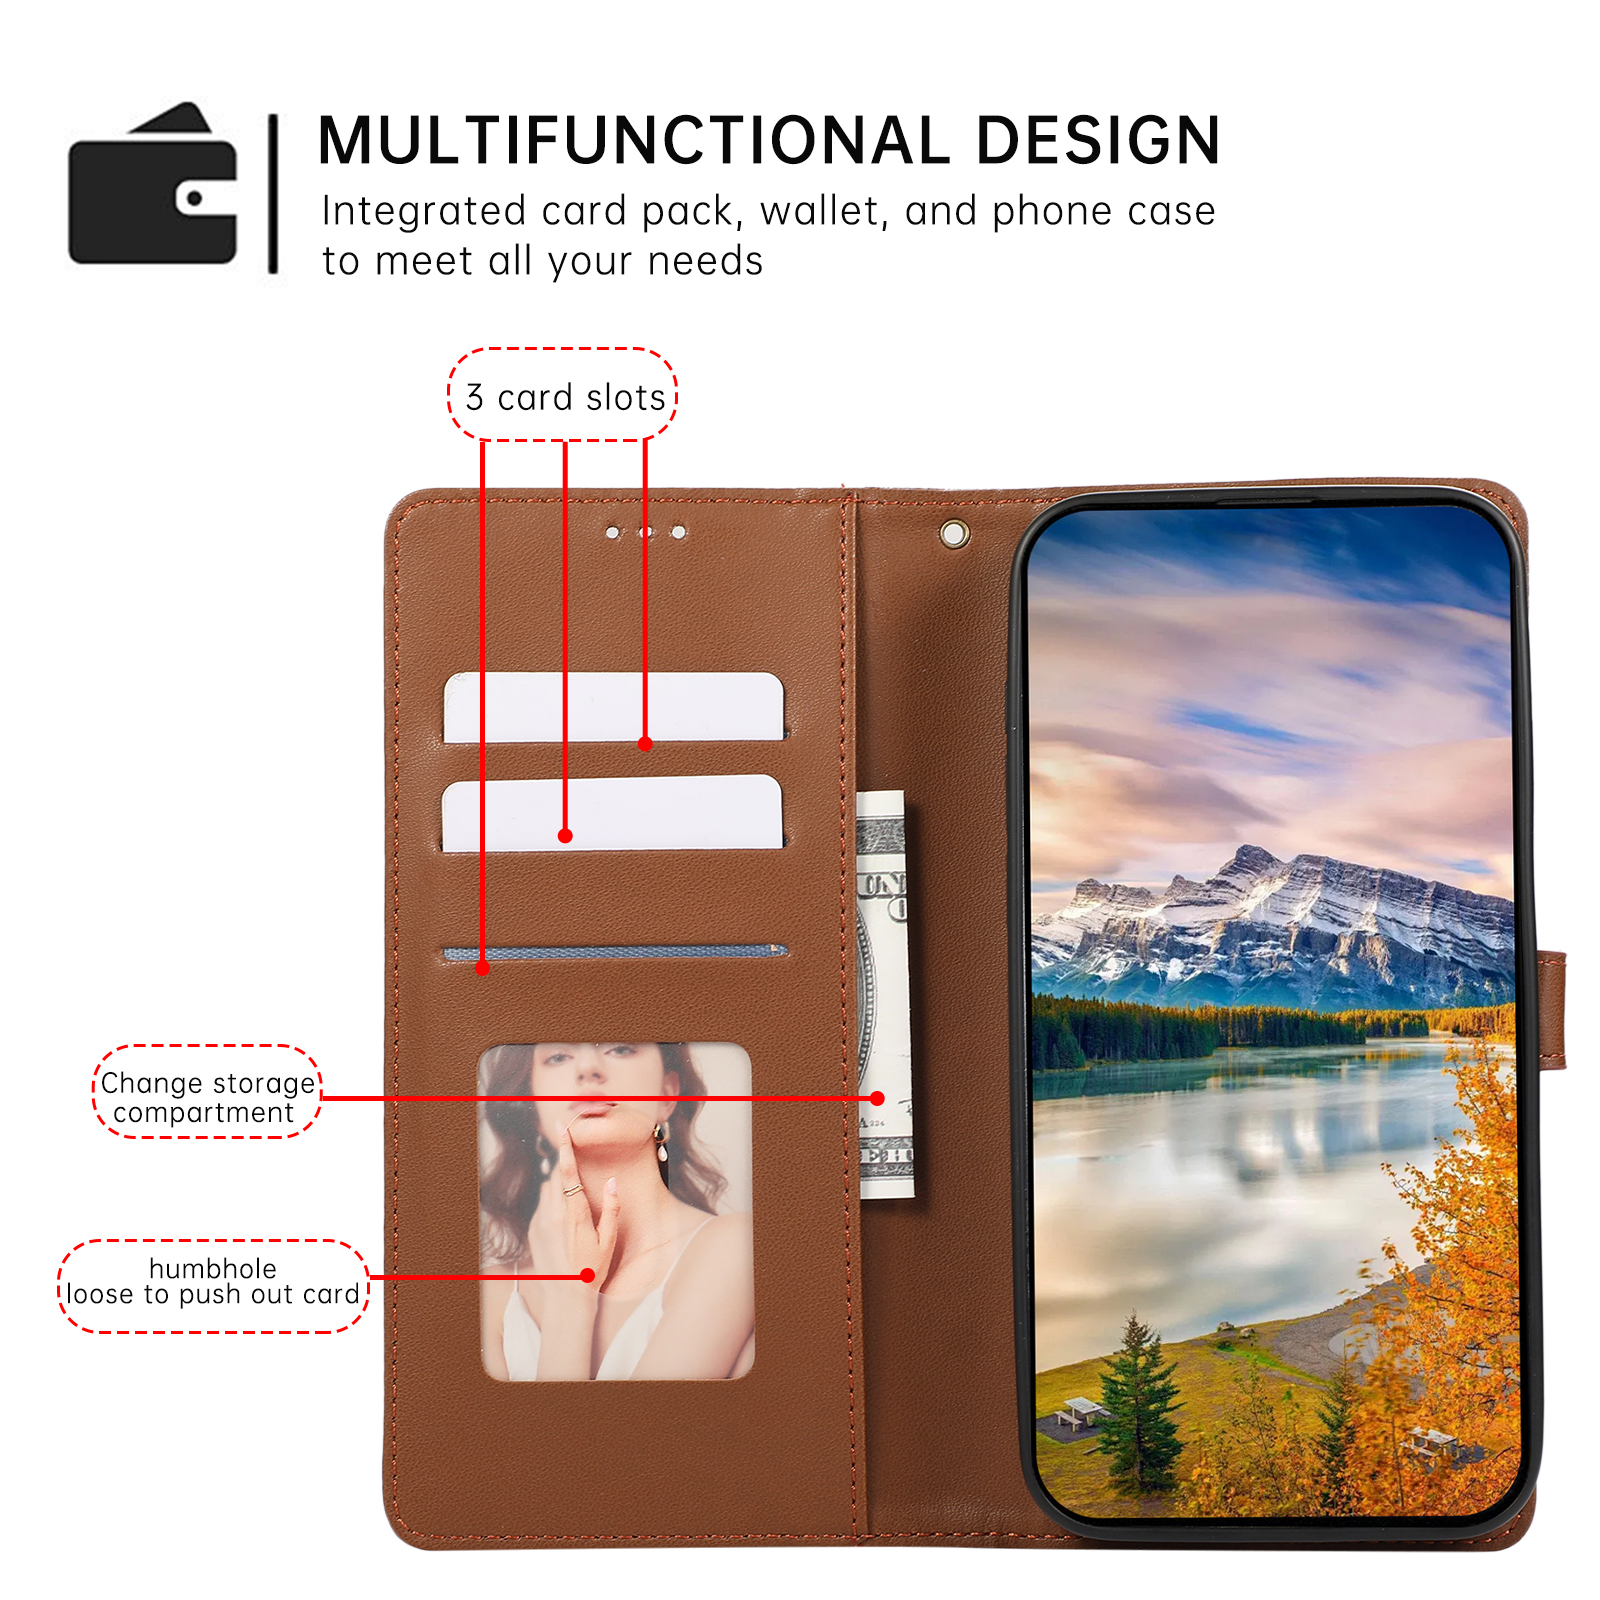 MULTIFUNCTIONAL DESIGN
Integrated card pack, wallet, and phone case
to meet all your needs
3 card slots
Change storage
compartment
humbhole
loose to push out card